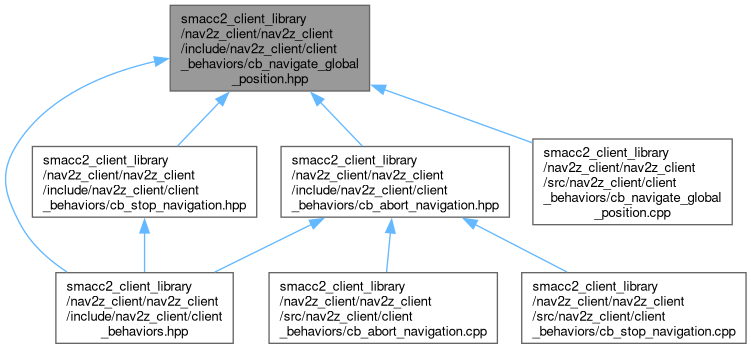 smacc2_client_library
/nav2z_client/nav2z_client
/include/nav2z_client/client
_behaviors/cb_navigate_global
_position.hpp
smacc2_client_library
/nav2z_client/nav2z_client
/include/nav2z_client/client
_behaviors/cb_stop_navigation.hpp
smacc2_client_library
/nav2z_client/nav2z_client
/include/nav2z_client/client
_behaviors/cb_abort_navigation.hpp
smacc2_client_library
/nav2z_client/nav2z_client
/src/nav2z_client/client
_behaviors/cb_navigate_global
_position.cpp
smacc2_client_library
/nav2z_client/nav2z_client
/include/nav2z_client/client
_behaviors.hpp
smacc2_client_library
/nav2z_client/nav2z_client
/src/nav2z_client/client
_behaviors/cb_abort_navigation.cpp
smacc2_client_library
/nav2z_client/nav2z_client
/src/nav2z_client/client
_behaviors/cb_stop_navigation.cpp